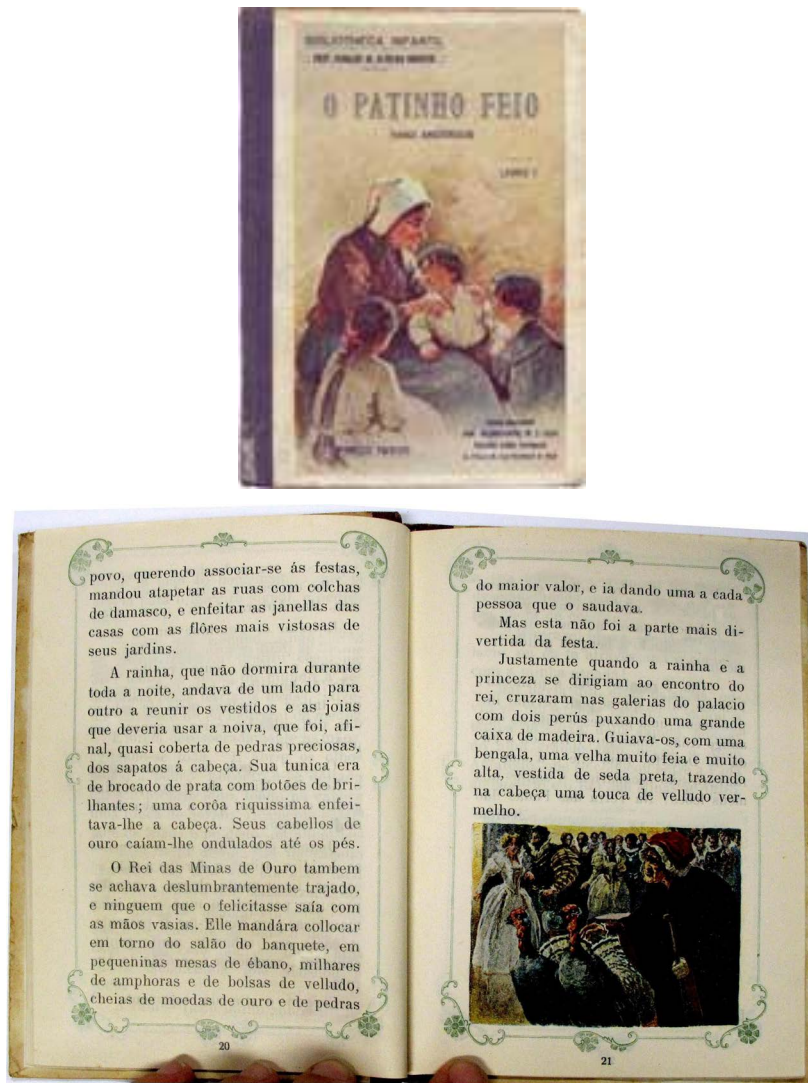 BIBLIOTHECA INFANTIL
O PATINHO FEIO
HANS ANDERSEN
LIVRO I
povo, querendo associar-se ás festas,
mandou atapetar as ruas com colchas
de damasco, e enfeitar as janellas das
casas com as flôres mais vistosas de
seus jardins.
A rainha, que não dormira durante
toda a noite, andava de um lado para
outro a reunir os vestidos e as joias
que deveria usar a noiva, que foi, afi-
nal, quasi coberta de pedras preciosas,
dos sapatos á cabeça. Sua tunica era
de brocado de prata com botões de bri-
lhantes; uma corôa riquissima enfei-
tava-lhe a cabeça. Seus cabellos de
ouro caíam-lhe ondulados até os pés.
O Rei das Minas de Ouro tambem
se achava deslumbrantemente trajado,
e ninguem que o felicitasse saía com
as mãos vasias. Elle mandára collocar
em torno do salão do banquete, em
pequeninas mesas de ébano, milhares
de amphoras e de bolsas de velludo,
cheias de moedas de ouro e de pedras
20
do maior valor, e ia dando uma a cada
pessoa que o saudava.
Mas esta não foi a parte mais di-
vertida da festa.
Justamente quando a rainha e a
princeza se dirigiam ao encontro do
rei, cruzaram nas galerias do palacio
com dois perús puxando uma grande
caixa de madeira. Guiava-os, com uma
bengala, uma velha muito feia e muito
alta, vestida de seda preta, trazendo
na cabeça uma touca de velludo ver-
melho.
21